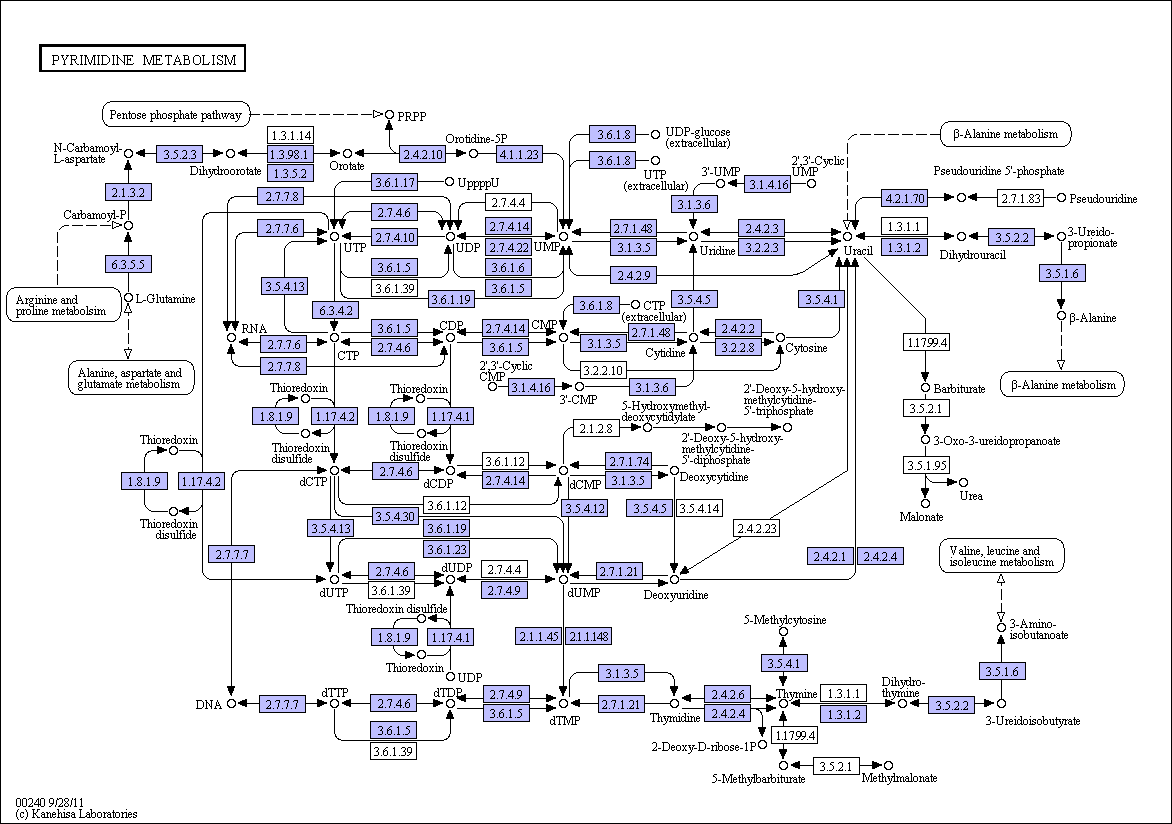 PYRIMIDINE METABOLISM
Pentose phosphate pathway
PRPP
β-Alanine metabolism
N-Carbamoyl-
L-aspartate
3.5.2.3
Dihydroorotate
1.3.1.14
1.3.98.1
1.3.5.2
Orotate
2.4.2.10
Orotidine-5P
4.1.1.23
3.6.1.8
UDP-glucose
(extracellular)
3.6.1.8
UTP
(extracellular)
3'-UMP
3.1.4.16
2',3'-Cyclic
UMP
3.1.3.6
Pseudouridine 5'-phosphate
4.2.1.70
2.7.1.83
Pseudouridine
2.1.3.2
Carbamoyl-P
6.3.5.5
L-Glutamine
Arginine and
proline metabolsim
Alanine, aspartate and
glutamate metabolism
3.6.1.17
UppppU
2.7.7.8
2.7.7.6
2.7.4.6
2.7.4.10
2.7.4.4
2.7.4.14
2.7.4.22
UTP
UDP
UMP
3.6.1.5
3.6.1.39
3.6.1.6
3.6.1.5
3.6.1.19
2.7.1.48
3.1.3.5
Uridine
2.4.2.3
3.2.2.3
2.4.2.9
Uracil
1.3.1.1
1.3.1.2
Dihydrouracil
3.5.2.2
3-Ureido-
propionate
3.5.1.6
β-Alanine
β-Alanine metabolism
3.5.4.13
6.3.4.2
3.5.4.5
3.5.4.1
3.6.1.8
CTP
(extracellular)
RNA
2.7.7.6
2.7.7.8
CTP
3.6.1.5
2.7.4.6
CDP
2.7.4.14
3.6.1.5
CMP
2.7.1.48
3.1.3.5
Cytidine
2.4.2.2
3.2.2.8
Cytosine
3.2.2.10
2',3'-Cyclic
CMP
3.1.4.16
3'-CMP
3.1.3.6
1.1.99.4
Barbiturate
3.5.2.1
3-Oxo-3-ureidopropanoate
3.5.1.95
Urea
Malonate
Thioredoxin
1.8.1.9
1.17.4.2
Thioredoxin
disulfide
Thioredoxin
1.8.1.9
1.17.4.1
Thioredoxin
disulfide
5-Hydroxymethyl-
deoxycytidylate
2'-Deoxy-5-hydroxy-
methylcytidine-
5'-triphosphate
2.1.2.8
2'-Deoxy-5-hydroxy-
methylcytidine-
5'-diphosphate
Thioredoxin
1.8.1.9
1.17.4.2
Thioredoxin
disulfide
dCTP
2.7.4.6
dCDP
3.6.1.12
2.7.4.14
dCMP
2.7.1.74
3.1.3.5
Deoxycytidine
3.6.1.12
3.5.4.30
3.6.1.19
3.6.1.23
3.5.4.13
3.5.4.12
3.5.4.5
3.5.4.14
2.4.2.23
2.4.2.1
2.4.2.4
2.7.7.7
dUTP
2.7.4.6
3.6.1.39
dUDP
2.7.4.4
2.7.4.9
dUMP
2.7.1.21
Deoxyuridine
Valine, leucine and
isoleucine metabolism
Thioredoxin disulfide
1.8.1.9
1.17.4.1
Thioredoxin
UDP
2.1.1.45
2.1.1.148
5-Methylcytosine
3.5.4.1
3-Amino-
isobutanoate
3.5.1.6
DNA
2.7.7.7
dTTP
2.7.4.6
3.6.1.5
3.6.1.39
dTDP
2.7.4.9
3.6.1.5
dTMP
3.1.3.5
2.7.1.21
Thymidine
2.4.2.6
2.4.2.4
Thymine
1.3.1.1
1.3.1.2
Dihydro-
thymine
3.5.2.2
3-Ureidoisobutyrate
2-Deoxy-D-ribose-1P
1.1.99.4
5-Methylbarbiturate
3.5.2.1
Methylmalonate
00240 9/28/11
(c) Kanehisa Laboratories